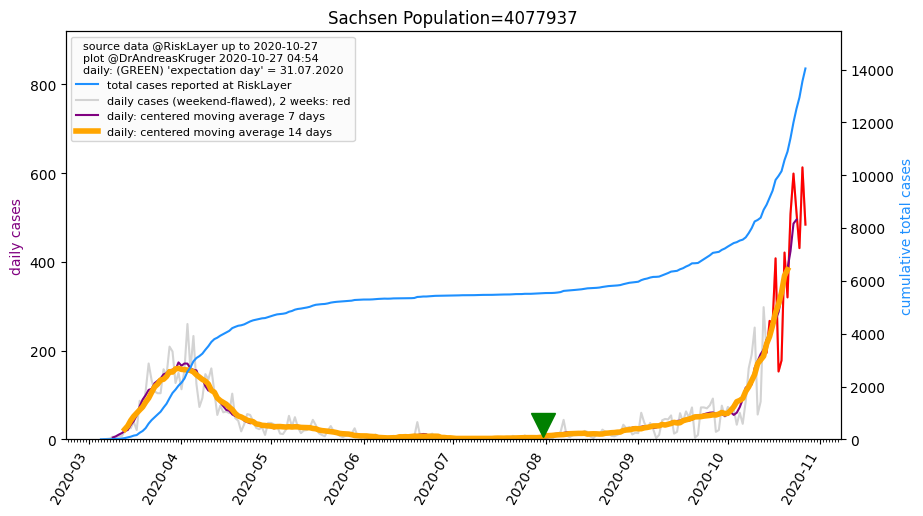 Sachsen Population=4077937
source data @RiskLayer up to 2020-10-27
plot @DrAndreasKruger 2020-10-27 04:54
daily: (GREEN) 'expectation day' = 31.07.2020
total cases reported at RiskLayer
daily cases (weekend-flawed), 2 weeks: red
daily: centered moving average 7 days
daily: centered moving average 14 days
800
600
400
200
0
daily cases
14000
12000
10000
8000
6000
4000
2000
0
cumulative total cases
2020-03
2020-04
2020-05
2020-06
2020-07
2020-08
2020-09
2020-10
2020-11